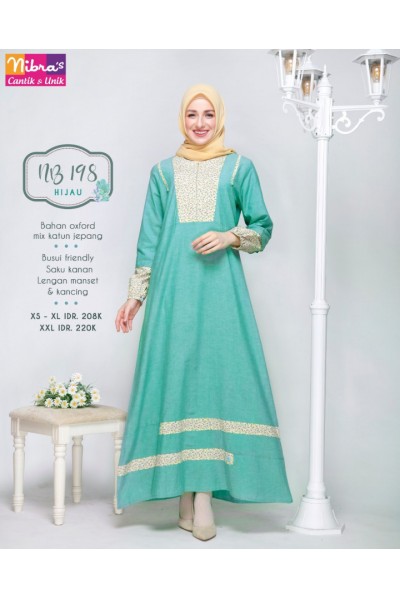 Nibra's
Cantik & Unik
NB 198
HIJAU
Bahan oxford
mix katun jepang
Busui friendly
Saku kanan
Lengan manset
& kancing
XS - XL IDR. 208K
XXL IDR. 220K